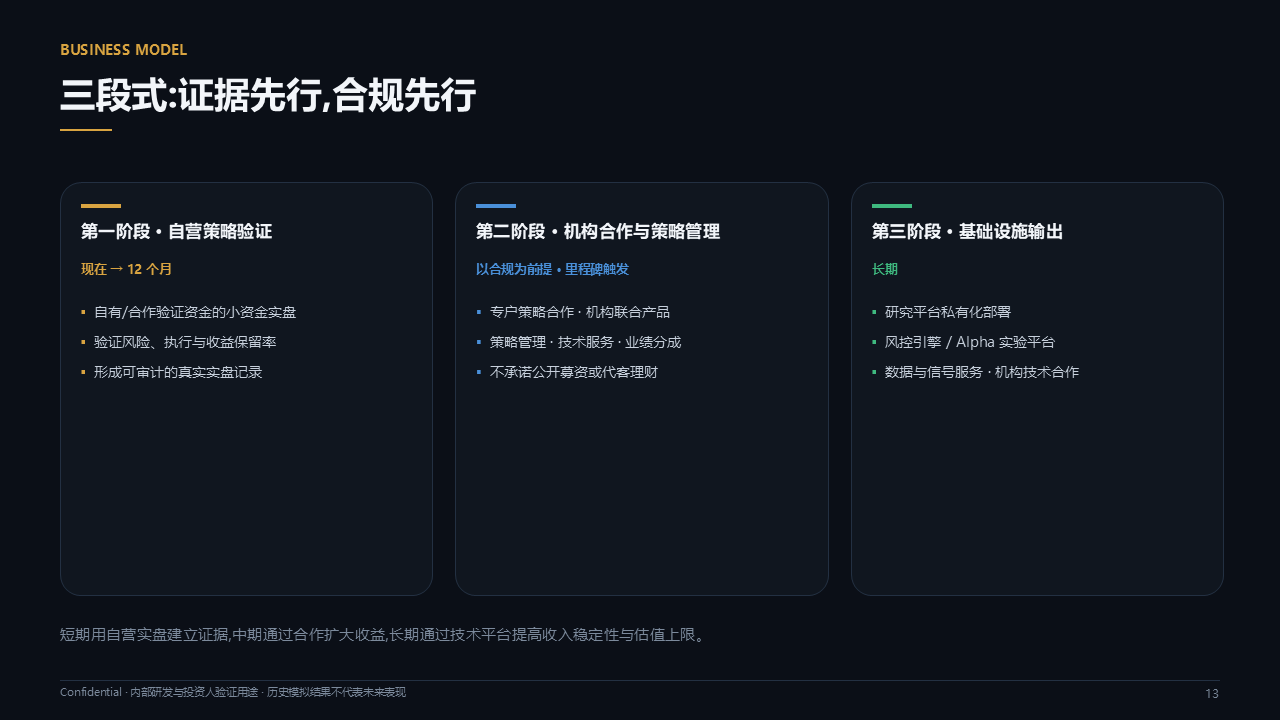 BUSINESS MODEL
三段式:证据先行,合规先行
第一阶段 · 自营策略验证
现在 → 12 个月
▪ 自有/合作验证资金的小资金实盘
▪ 验证风险、执行与收益保留率
▪ 形成可审计的真实实盘记录
第二阶段 · 机构合作与策略管理
以合规为前提 · 里程碑触发
▪ 专户策略合作 · 机构联合产品
▪ 策略管理 · 技术服务 · 业绩分成
▪ 不承诺公开募资或代客理财
第三阶段 · 基础设施输出
长期
▪ 研究平台私有化部署
▪ 风控引擎 / Alpha 实验平台
▪ 数据与信号服务 · 机构技术合作
短期用自营实盘建立证据,中期通过合作扩大收益,长期通过技术平台提高收入稳定性与估值上限。
Confidential · 内部研发与投资人验证用途 · 历史模拟结果不代表未来表现
13